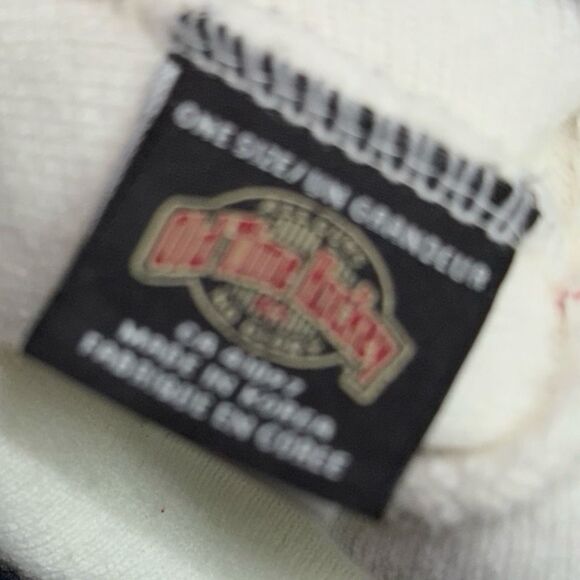 ONE SIZE/UN GRANDEUR
Old Time Hockey
MADE IN KOREA
FABRIQUE EN COREE